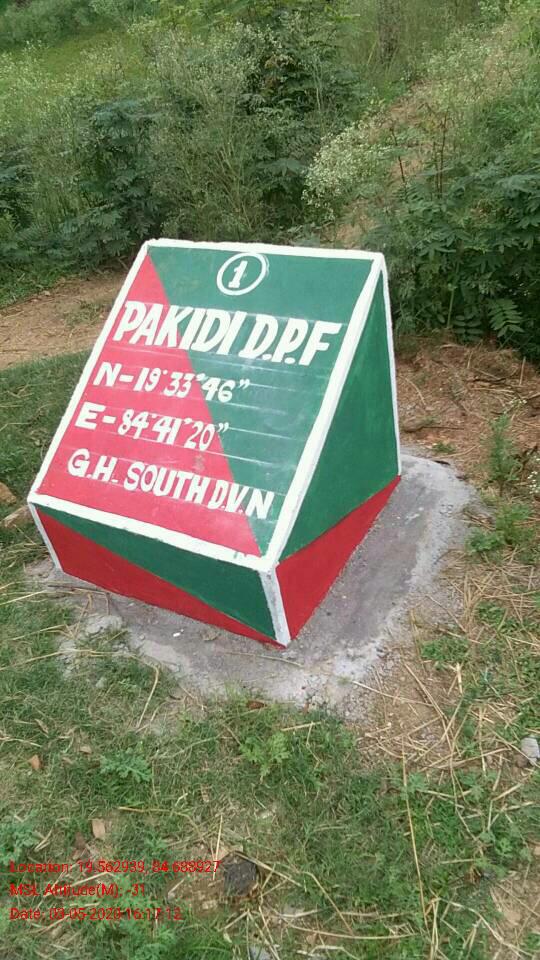 1
PAKIDI D.P.F
N-19°33'46"
E-84°41'20"
G.H. SOUTH D.V.N
Location: 19.562939, 84.688927
MSL Altitude(M): -31
Date: 03-05-2020 16:17:12